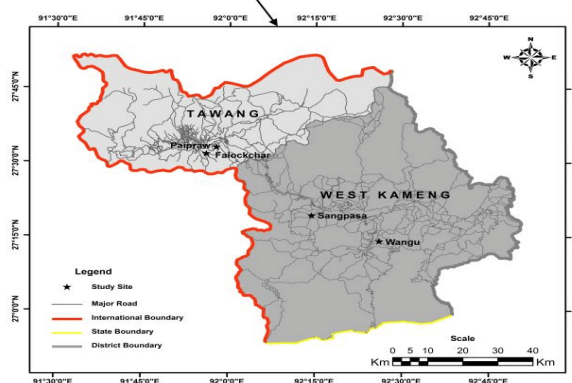 91°30'0"E 91°45'0"E 92°0'0"E 92°15'0"E 92°30'0"E 92°45'0"E
N
W E
S
27°45'0"N
27°30'0"N
27°15'0"N
27°0'0"N
TAWANG
Paipraw
Falockchar
WEST KAMENG
Sangpasa
Wangu
Legend
Study Site
Major Road
International Boundary
State Boundary
District Boundary
Scale
Km 0 5 10 20 30 40 Km
91°30'0"E 91°45'0"E 92°0'0"E 92°15'0"E 92°30'0"E 92°45'0"E